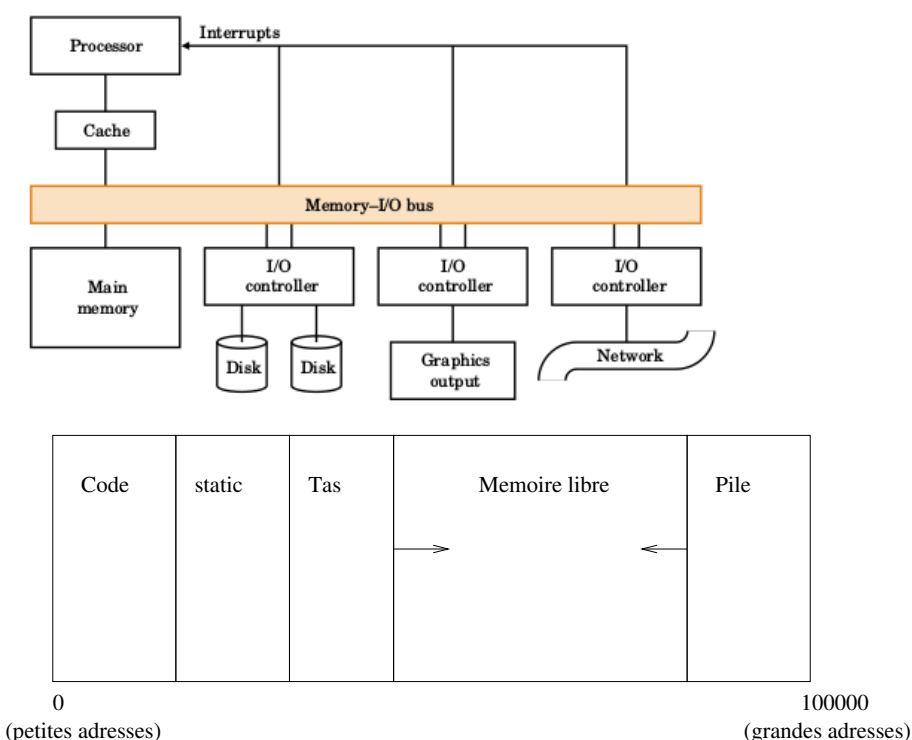 Interrupts
Processor
Cache
Memory–I/O bus
Main
memory
I/O
controller
I/O
controller
I/O
controller
Disk
Disk
Graphics
output
Network
Code
static
Tas
Memoire libre
Pile
0
100000
(petites adresses)
(grandes adresses)